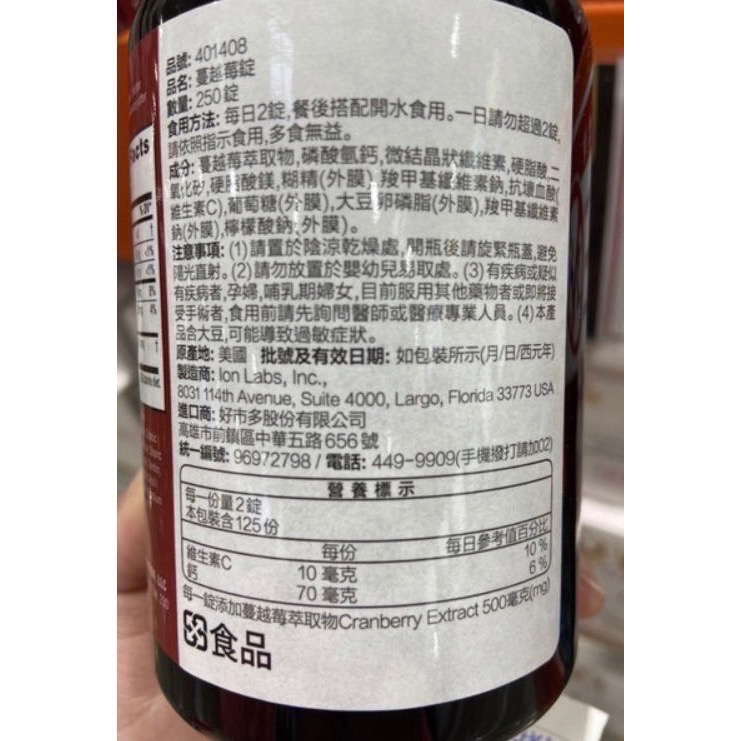 品號: 401408
品名: 蔓越莓錠
數量: 250錠
食用方法: 每日2錠,餐後搭配開水食用。一日請勿超過2錠,
請依照指示食用,多食無益。
成分: 蔓越莓萃取物,磷酸氫鈣,微結晶狀纖維素,硬脂酸,二
氧化矽,硬脂酸鎂,糊精(外膜),羧甲基纖維素鈉,抗壞血酸(
維生素C),葡萄糖(外膜),大豆卵磷脂(外膜),羧甲基纖維素
鈉(外膜),檸檬酸鈉(外膜)。
注意事項: (1)請置於陰涼乾燥處,開瓶後請旋緊瓶蓋,避免
陽光直射。(2)請勿放置於嬰幼兒易取處。(3)有疾病或疑似
有疾病者,孕婦,哺乳期婦女,目前服用其他藥物者或即將接
受手術者,食用前請先詢問醫師或醫療專業人員。(4)本產
品含大豆,可能導致過敏症狀。
原產地: 美國 批號及有效日期: 如包裝所示(月/日/西元年)
製造商: Ion Labs, Inc.,
8031 114th Avenue, Suite 4000, Largo, Florida 33773 USA
進口商: 好市多股份有限公司
高雄市前鎮區中華五路656號
統一編號: 96972798 / 電話: 449-9909(手機撥打請加02)
營養標示
每一份量2錠
本包裝含125份
每份 每日參考值百分比
維生素C 10毫克 10%
鈣 70毫克 6%
每一錠添加蔓越莓萃取物Cranberry Extract 500毫克(mg)
食品
acts